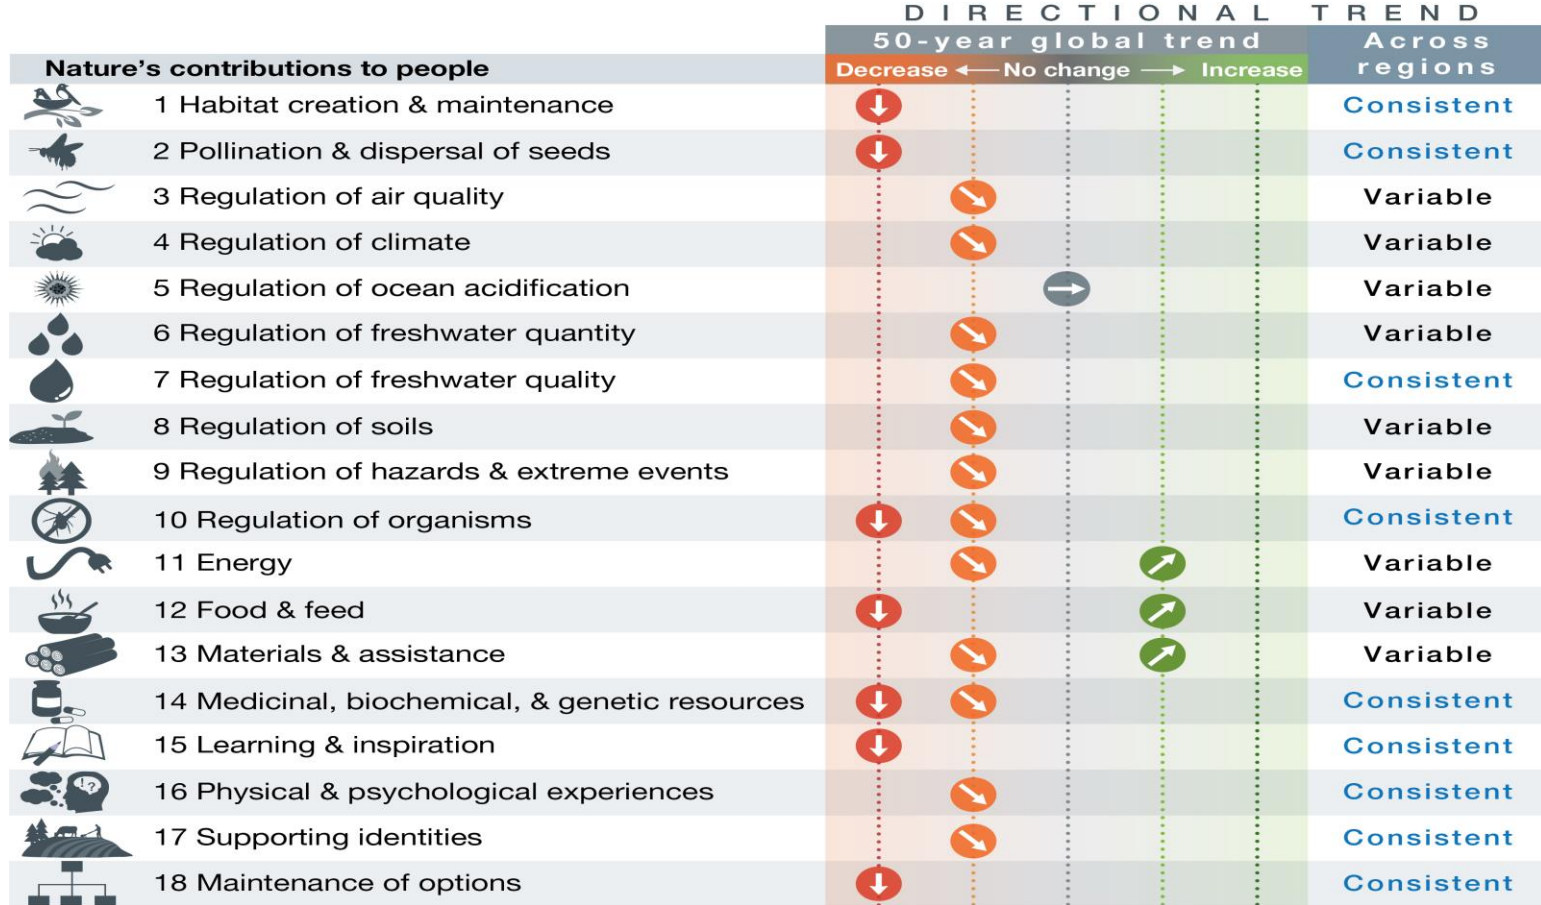 DIRECTIONAL TREND
50-year global trend
Across regions
Nature's contributions to people
Decrease No change Increase
1 Habitat creation & maintenance Consistent
2 Pollination & dispersal of seeds Consistent
3 Regulation of air quality Variable
4 Regulation of climate Variable
5 Regulation of ocean acidification Variable
6 Regulation of freshwater quantity Variable
7 Regulation of freshwater quality Consistent
8 Regulation of soils Variable
9 Regulation of hazards & extreme events Variable
10 Regulation of organisms Consistent
11 Energy Variable
12 Food & feed Variable
13 Materials & assistance Variable
14 Medicinal, biochemical, & genetic resources Consistent
15 Learning & inspiration Consistent
! ?
16 Physical & psychological experiences Consistent
17 Supporting identities Consistent
18 Maintenance of options Consistent